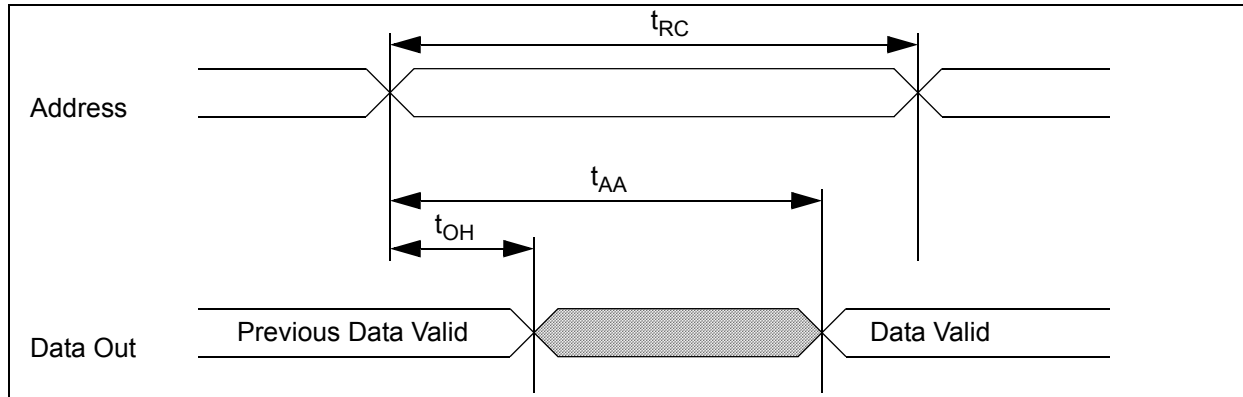 tRC
Address
tAA
tOH
Previous Data Valid
Data Valid
Data Out